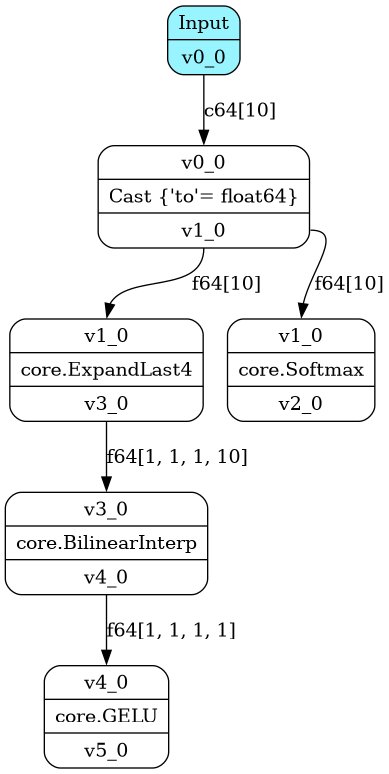 Input
v0_0
c64[10]
v0_0
Cast {'to'= float64}
v1_0
f64[10]
f64[10]
v1_0
core.ExpandLast4
v3_0
v1_0
core.Softmax
v2_0
f64[1, 1, 1, 10]
v3_0
core.BilinearInterp
v4_0
f64[1, 1, 1, 1]
v4_0
core.GELU
v5_0